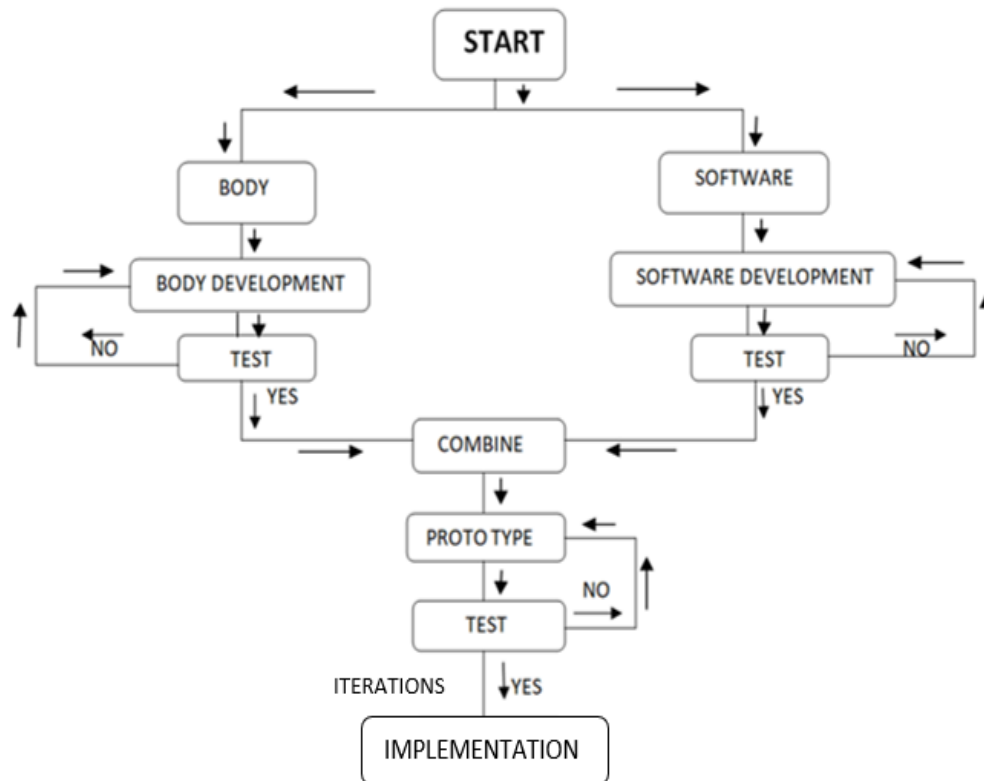 START
BODY
SOFTWARE
BODY DEVELOPMENT
SOFTWARE DEVELOPMENT
NO
TEST
TEST
NO
YES
YES
COMBINE
PROTO TYPE
NO
TEST
ITERATIONS
YES
IMPLEMENTATION